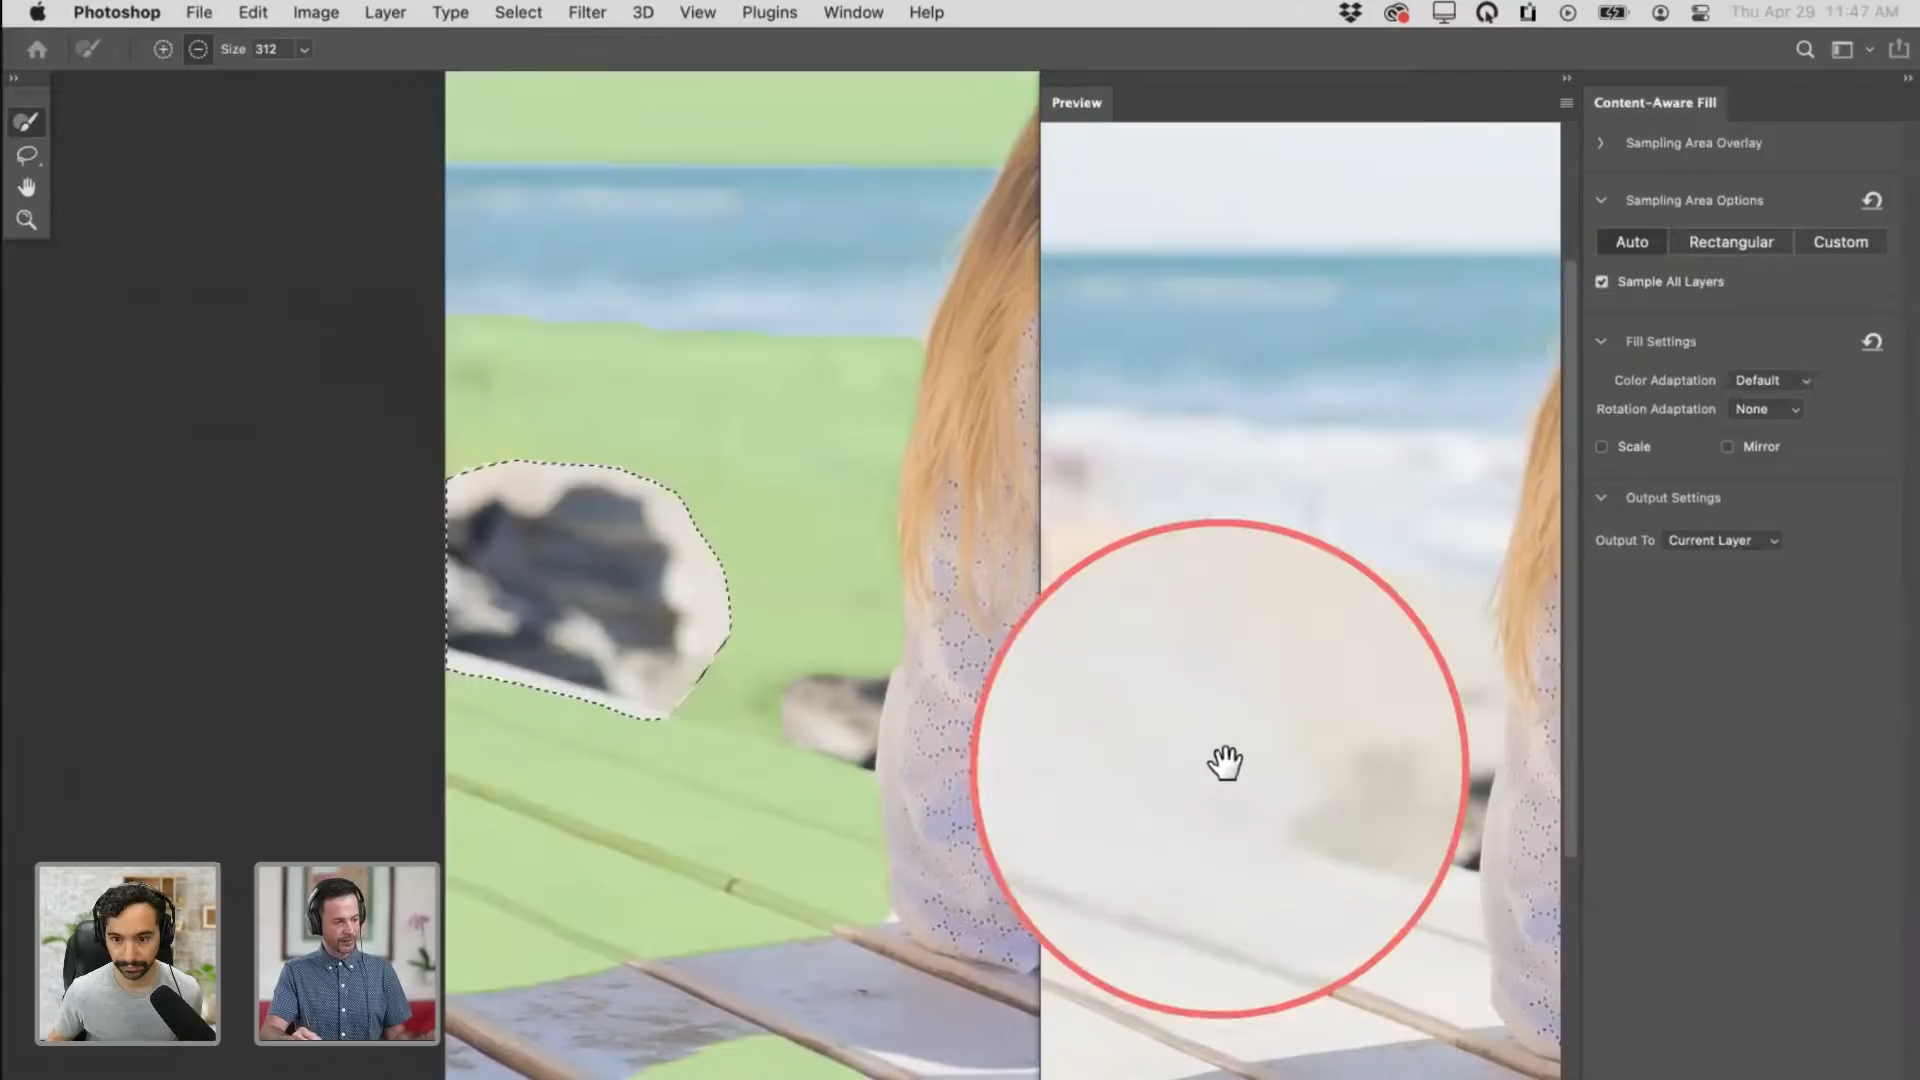 Photoshop File Edit Image Layer Type Select Filter 3D View Plugins Window Help Thu Apr 29 11:47 AM
Size 312
Preview
Content-Aware Fill
Sampling Area Overlay
Sampling Area Options
Auto Rectangular Custom
Sample All Layers
Fill Settings
Color Adaptation Default
Rotation Adaptation None
Scale Mirror
Output Settings
Output To Current Layer